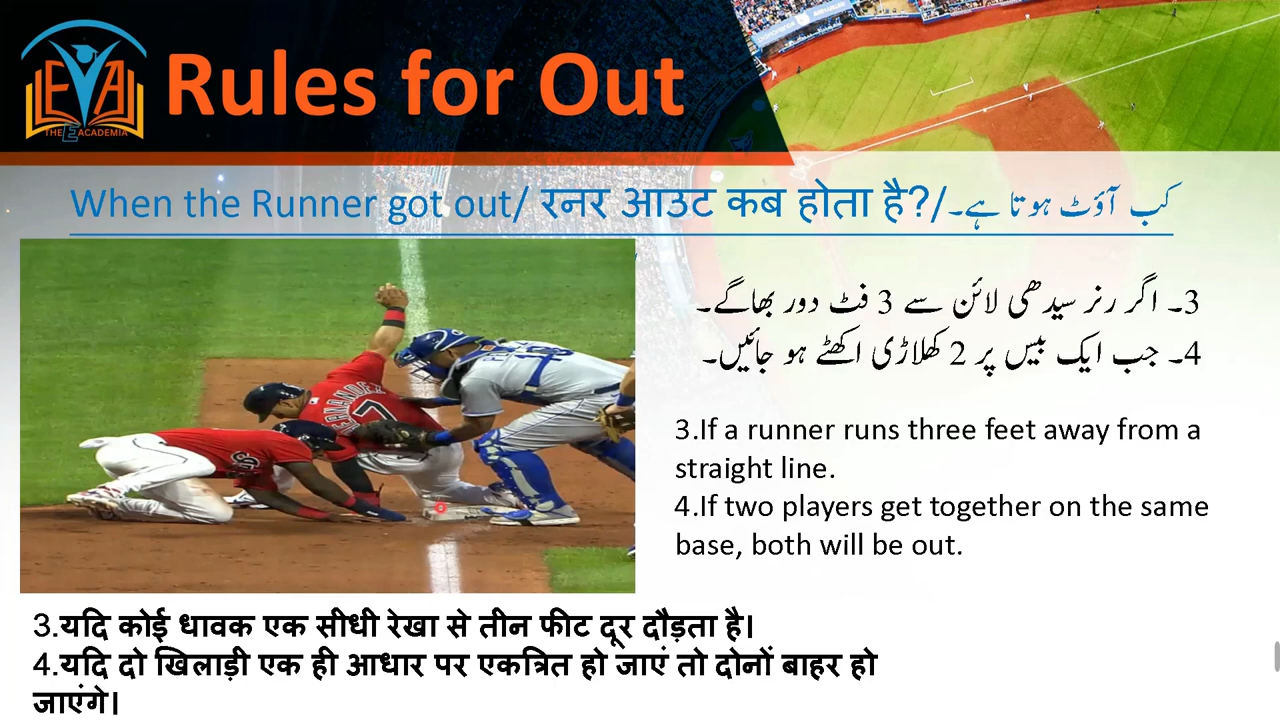 EVA
THE E ACADEMIA
Rules for Out
When the Runner got out/ रनर आउट कब होता है?/کب آؤٹ ہوتا ہے۔
3۔ اگر رنر سیدھی لائن سے 3 فٹ دور بھاگے۔
4۔ جب ایک بیس پر 2 کھلاڑی اکھٹے ہو جائیں۔
HERNANDEZ
7
3.If a runner runs three feet away from a
straight line.
4.If two players get together on the same
base, both will be out.
3.यदि कोई धावक एक सीधी रेखा से तीन फीट दूर दौड़ता है।
4.यदि दो खिलाड़ी एक ही आधार पर एकत्रित हो जाएं तो दोनों बाहर हो
जाएंगे।